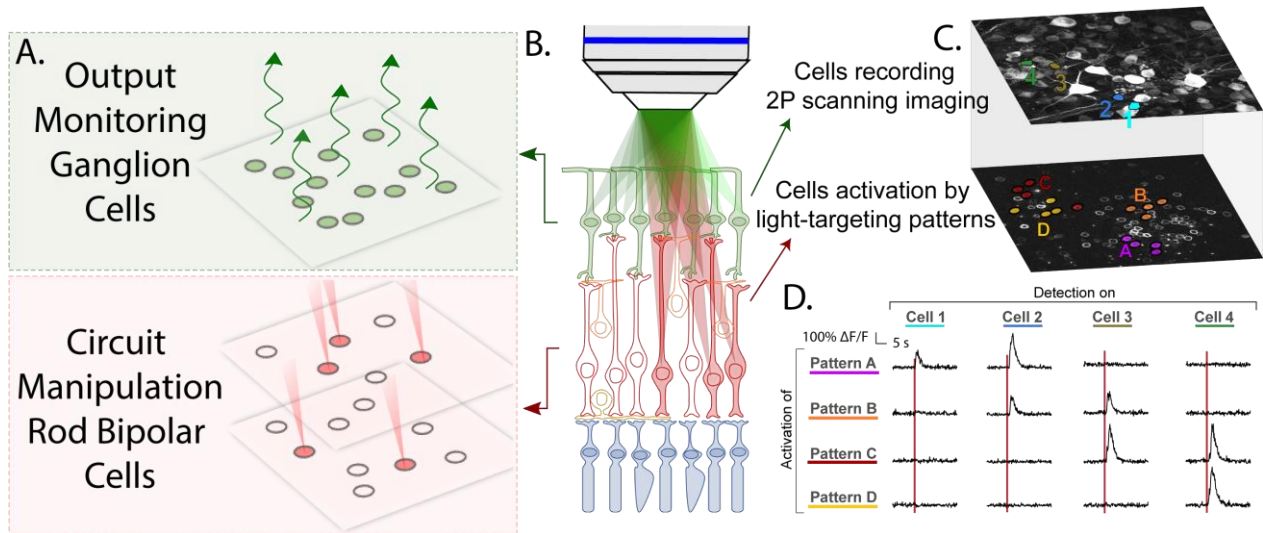 A.
Output
Monitoring
Ganglion
Cells
Circuit
Manipulation
Rod Bipolar
Cells
B.
Cells recording
2P scanning imaging
Cells activation by
light-targeting patterns
C.
4
3
2
1
C
B
D
A
D.
Detection on
Cell 1
Cell 2
Cell 3
Cell 4
100% ΔF/F
5 s
Activation of
Pattern A
Pattern B
Pattern C
Pattern D